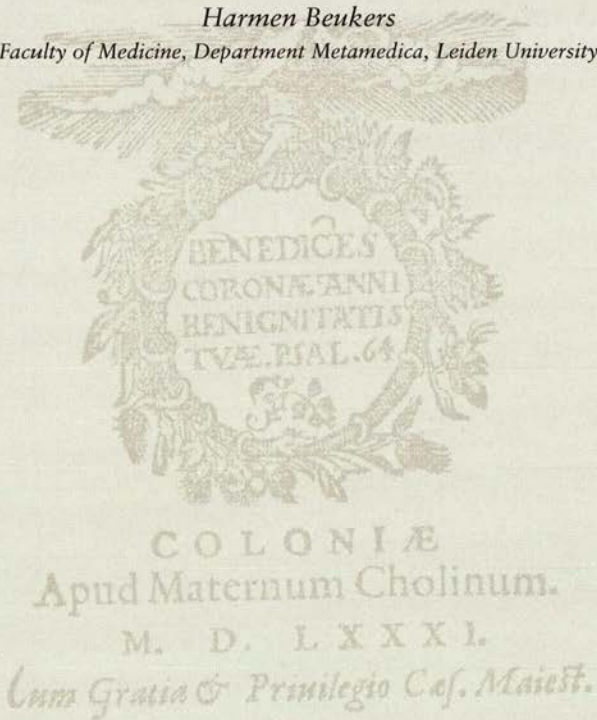 Harmen Beukers
Faculty of Medicine, Department Metamedica, Leiden University
BENEDICES
CORONÆ ANNI
BENIGNITATIS
TVÆ. PSAL. 64
COLONIÆ
Apud Maternum Cholinum.
M. D. LXXXI.
Cum Gratia & Priuilegio Cæs. Maiest.